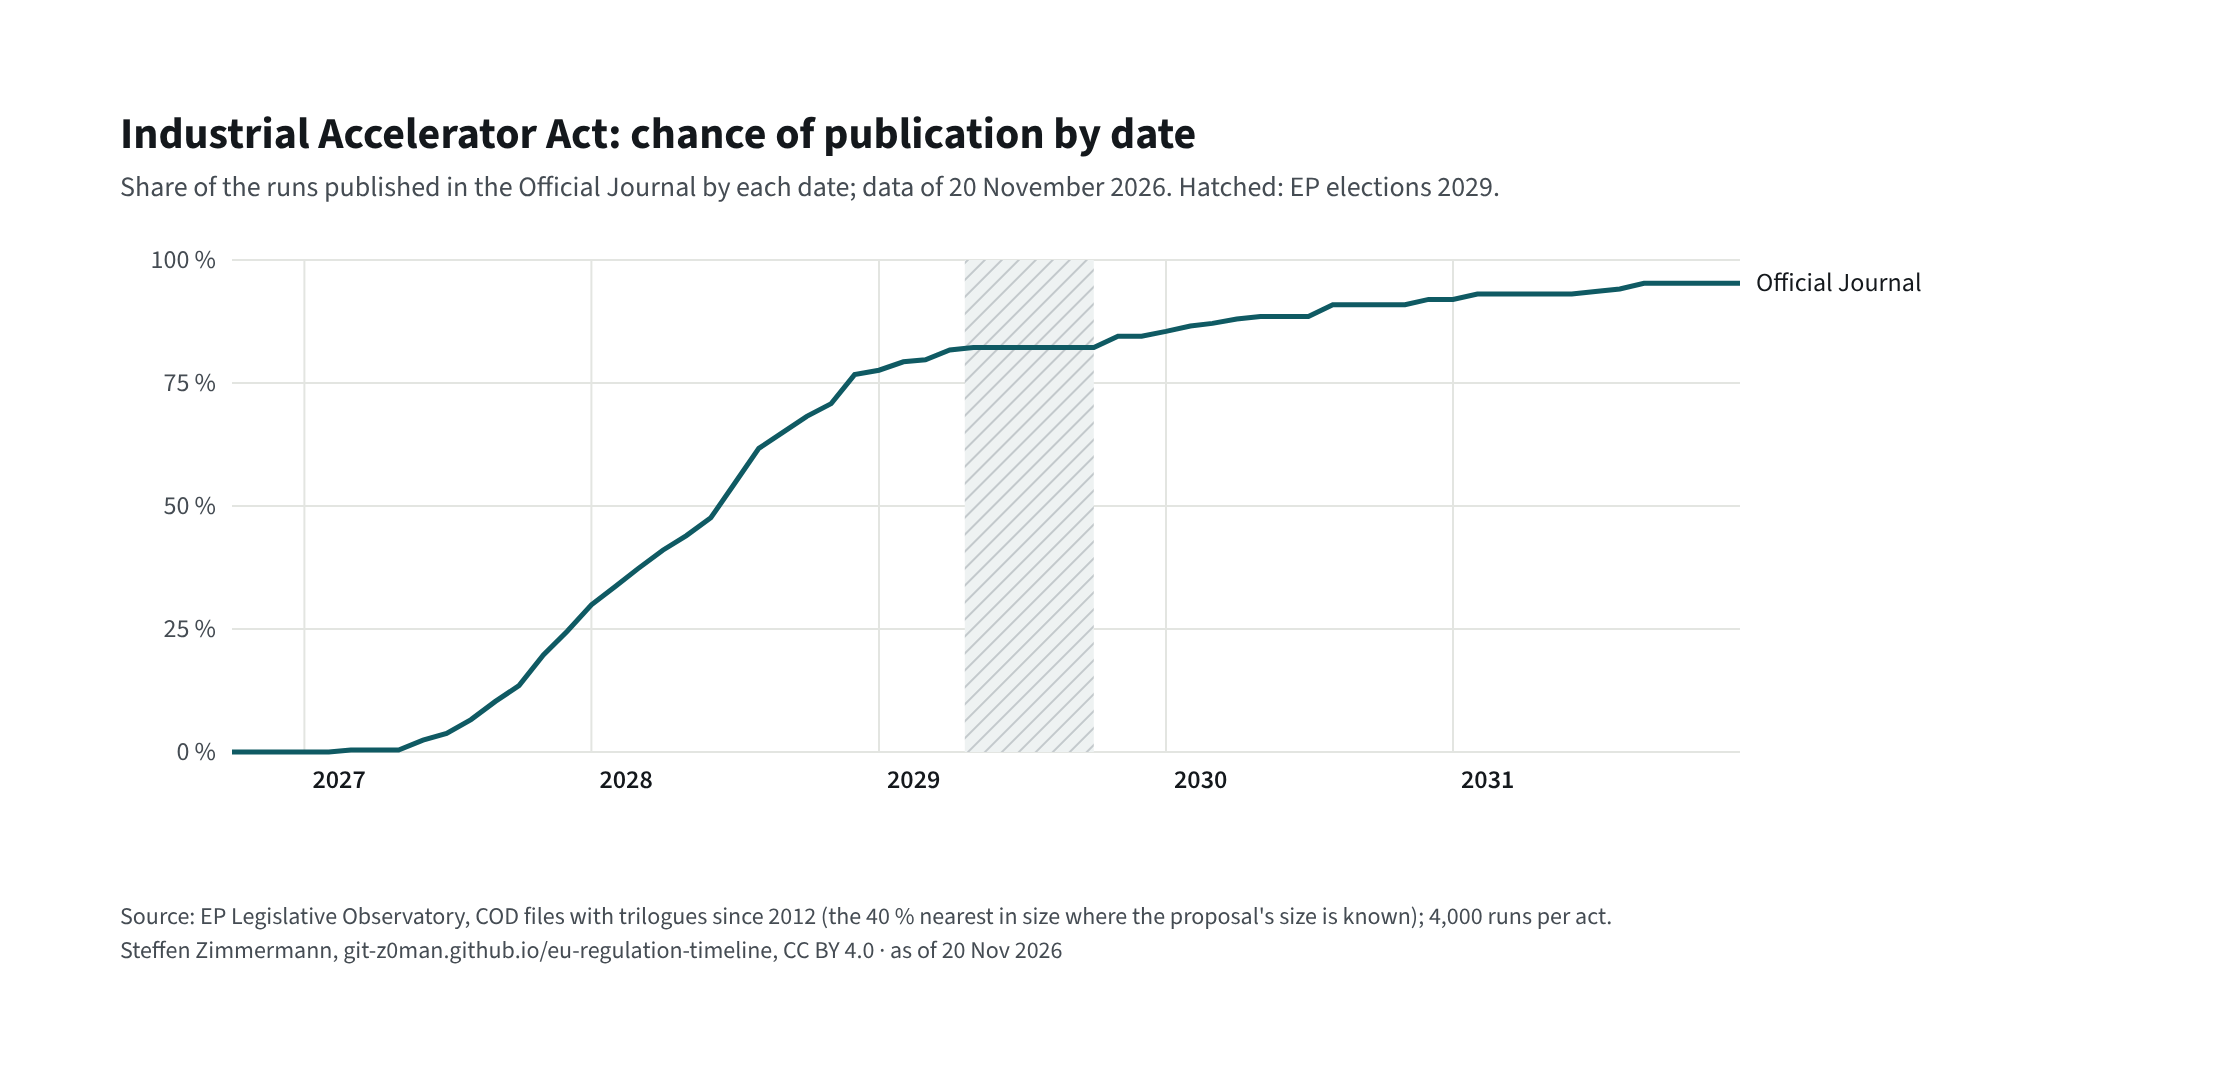 Industrial Accelerator Act: chance of publication by date
Share of the runs published in the Official Journal by each date; data of 20 November 2026. Hatched: EP elections 2029.
100 %
Official Journal
75 %
50 %
25 %
0 %
2027 2028 2029 2030 2031
Source: EP Legislative Observatory, COD files with trilogues since 2012 (the 40 % nearest in size where the proposal's size is known); 4,000 runs per act.
Steffen Zimmermann, git-z0man.github.io/eu-regulation-timeline, CC BY 4.0 · as of 20 Nov 2026